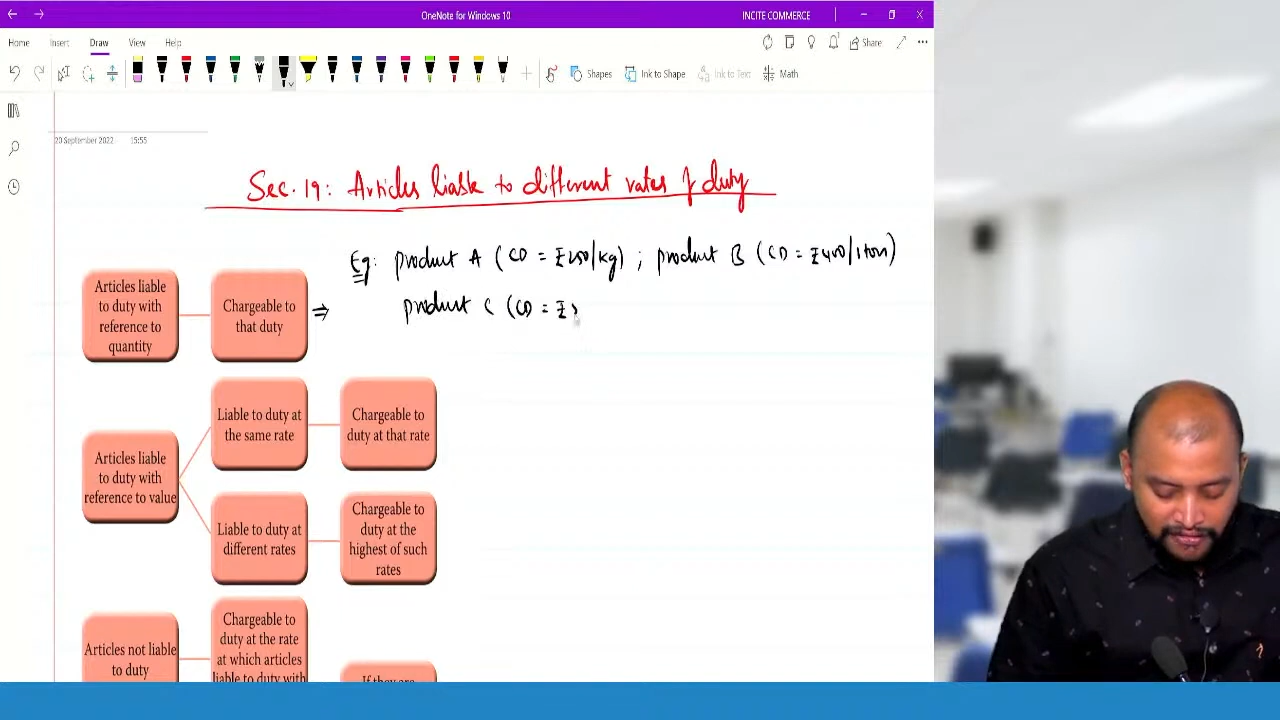 OneNote for Windows 10
INCITE COMMERCE
Home Insert Draw View Help
Share
Shapes Ink to Shape Ink to Text Math
20 September 2022 15:55
Sec. 19: Articles liable to different rates of duty
Eg: product A (CD = ₹250/kg) ; product B (CD = ₹400/1ton)
product C (CD = ₹
Articles liable
to duty with
reference to
quantity
Chargeable to
that duty
⇒
Articles liable
to duty with
reference to value
Liable to duty at
the same rate
Chargeable to
duty at that rate
Liable to duty at
different rates
Chargeable to
duty at the
highest of such
rates
Articles not liable
to duty
Chargeable to
duty at the rate
at which articles
liable to duty with
If they are